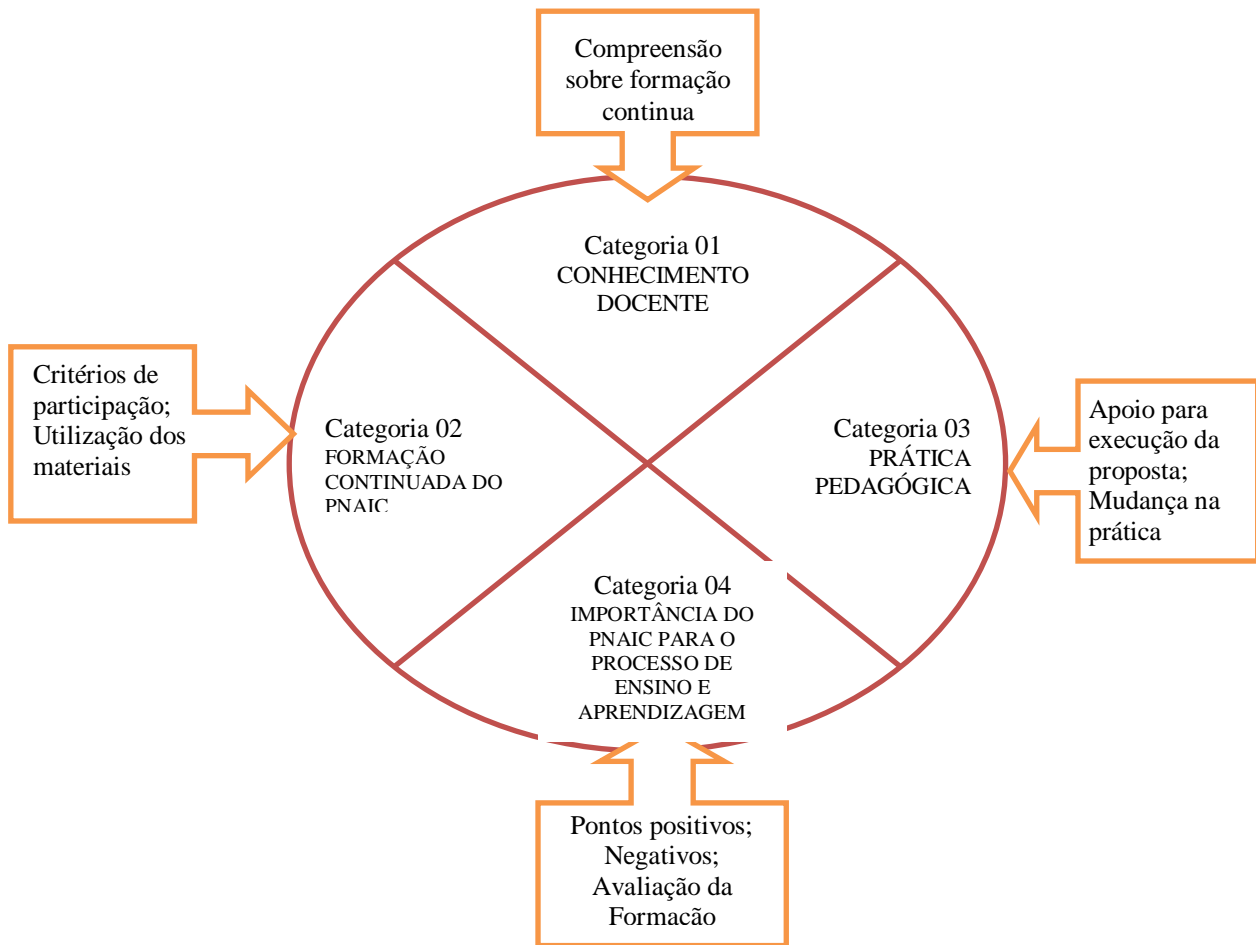 Compreensão
sobre formação
continua
Categoria 01
CONHECIMENTO
DOCENTE
Critérios de
participação;
Utilização dos
materiais
Categoria 02
FORMAÇÃO
CONTINUADA DO
PNAIC
Categoria 03
PRÁTICA
PEDAGÓGICA
Apoio para
execução da
proposta;
Mudança na
prática
Categoria 04
IMPORTÂNCIA DO
PNAIC PARA O
PROCESSO DE
ENSINO E
APRENDIZAGEM
Pontos positivos;
Negativos;
Avaliação da
Formacão